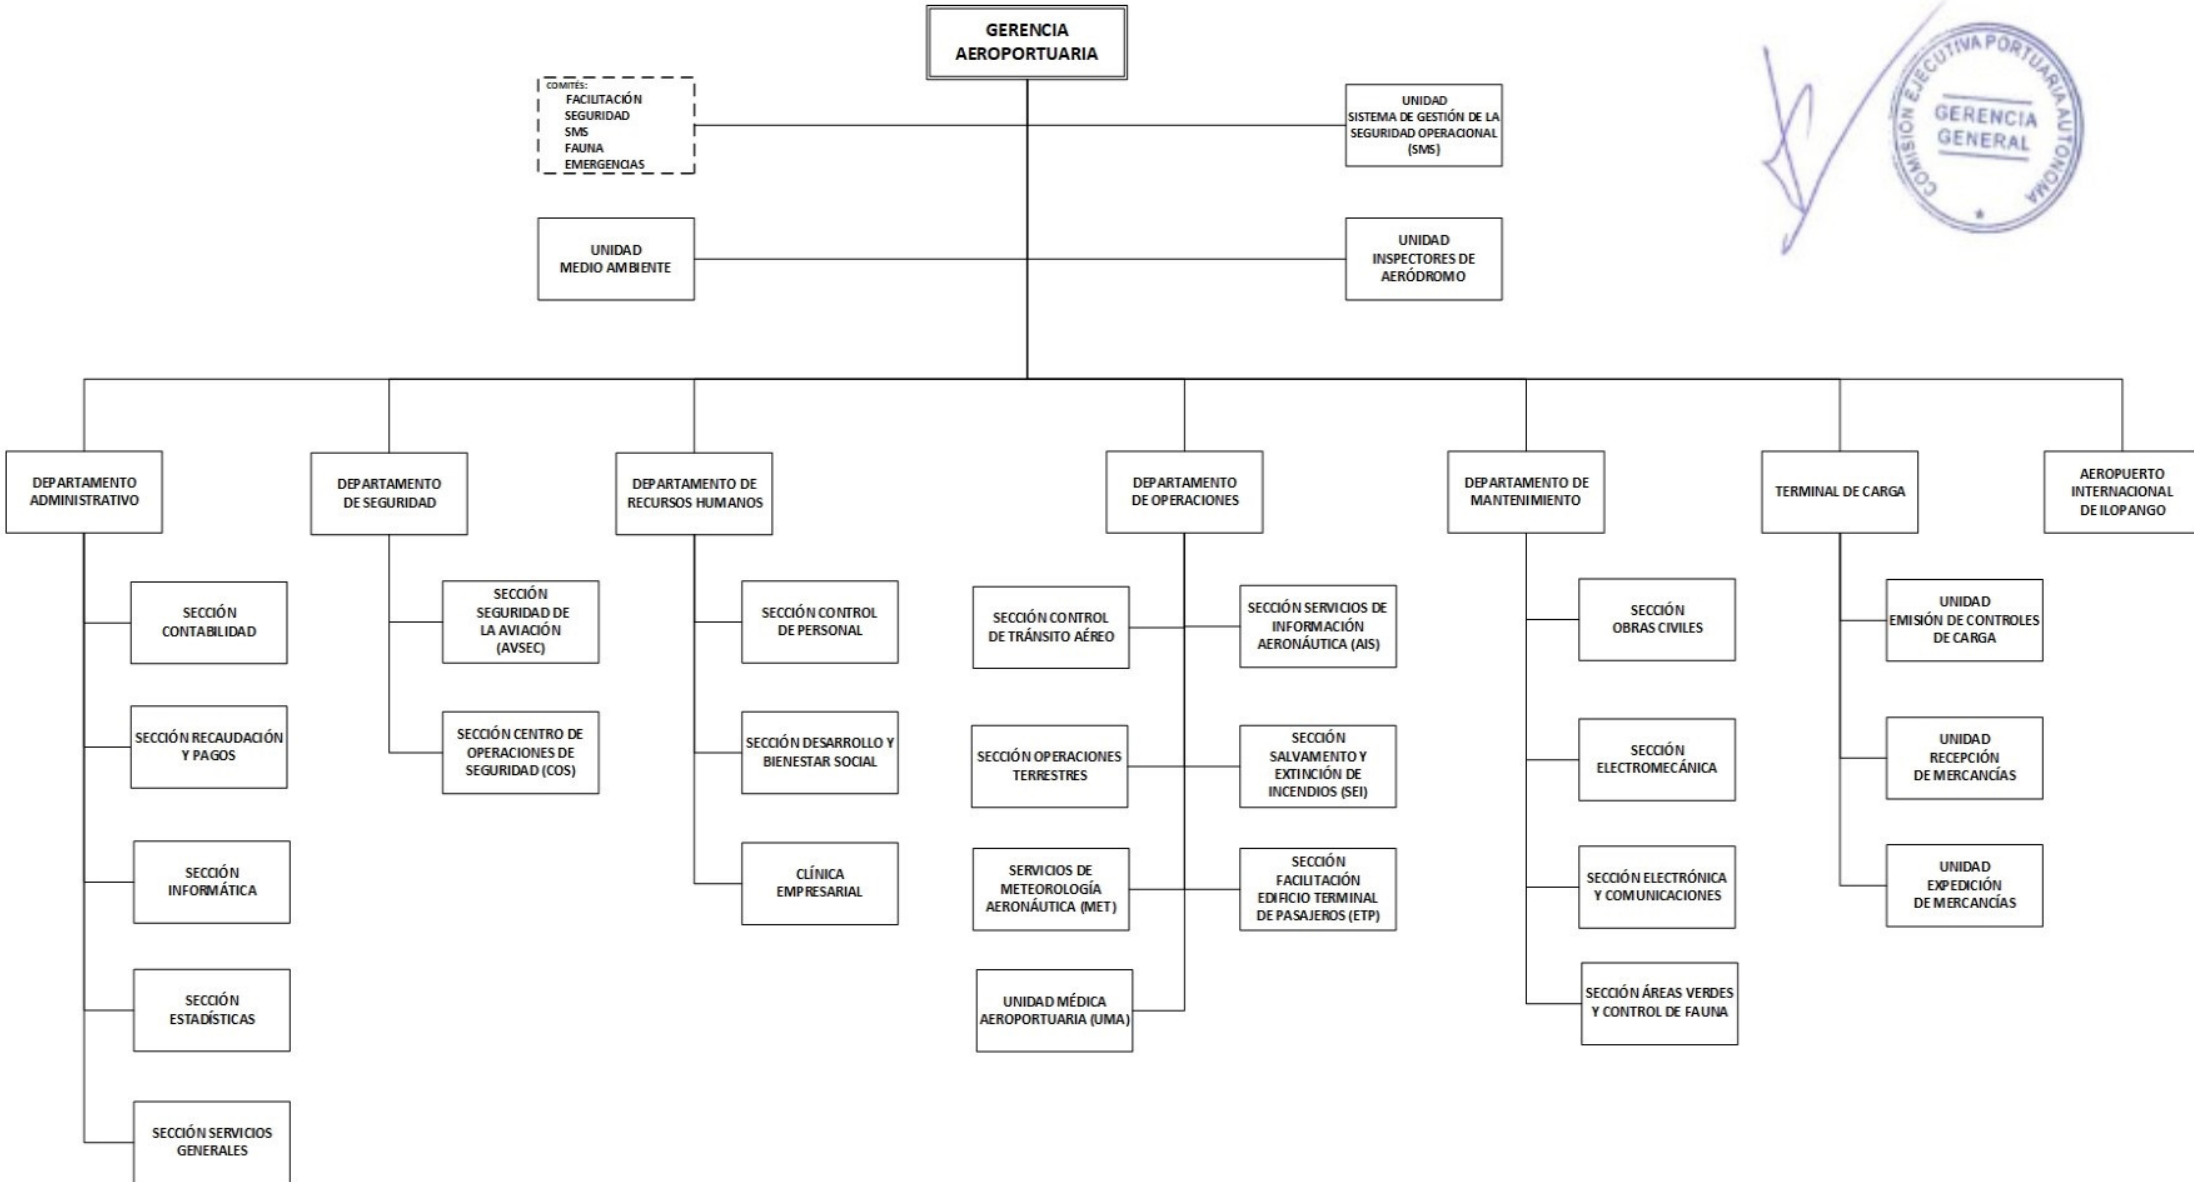 GERENCIA
AEROPORTUARIA
COMITÉS:
FACILITACIÓN
SEGURIDAD
SMS
FAUNA
EMERGENCIAS
UNIDAD
SISTEMA DE GESTIÓN DE LA
SEGURIDAD OPERACIONAL
(SMS)
COMISIÓN EJECUTIVA PORTUARIA AUTONOMA
GERENCIA
GENERAL
UNIDAD
MEDIO AMBIENTE
UNIDAD
INSPECTORES DE
AERÓDROMO
DEPARTAMENTO
ADMINISTRATIVO
DEPARTAMENTO
DE SEGURIDAD
DEPARTAMENTO DE
RECURSOS HUMANOS
DEPARTAMENTO
DE OPERACIONES
DEPARTAMENTO DE
MANTENIMIENTO
TERMINAL DE CARGA
AEROPUERTO
INTERNACIONAL
DE ILOPANGO
SECCIÓN
CONTABILIDAD
SECCIÓN RECAUDACIÓN
Y PAGOS
SECCIÓN
INFORMÁTICA
SECCIÓN
ESTADÍSTICAS
SECCIÓN SERVICIOS
GENERALES
SECCIÓN
SEGURIDAD DE
LA AVIACIÓN
(AVSEC)
SECCIÓN CENTRO DE
OPERACIONES DE
SEGURIDAD (COS)
SECCIÓN CONTROL
DE PERSONAL
SECCIÓN DESARROLLO Y
BIENESTAR SOCIAL
CLÍNICA
EMPRESARIAL
SECCIÓN CONTROL
DE TRÁNSITO AÉREO
SECCIÓN OPERACIONES
TERRESTRES
SERVICIOS DE
METEOROLOGÍA
AERONÁUTICA (MET)
UNIDAD MÉDICA
AEROPORTUARIA (UMA)
SECCIÓN SERVICIOS DE
INFORMACIÓN
AERONÁUTICA (AIS)
SECCIÓN
SALVAMENTO Y
EXTINCIÓN DE
INCENDIOS (SEI)
SECCIÓN
FACILITACIÓN
EDIFICIO TERMINAL
DE PASAJEROS (ETP)
SECCIÓN
OBRAS CIVILES
SECCIÓN
ELECTROMECÁNICA
SECCIÓN ELECTRÓNICA
Y COMUNICACIONES
SECCIÓN ÁREAS VERDES
Y CONTROL DE FAUNA
UNIDAD
EMISIÓN DE CONTROLES
DE CARGA
UNIDAD
RECEPCIÓN
DE MERCANCÍAS
UNIDAD
EXPEDICIÓN
DE MERCANCÍAS